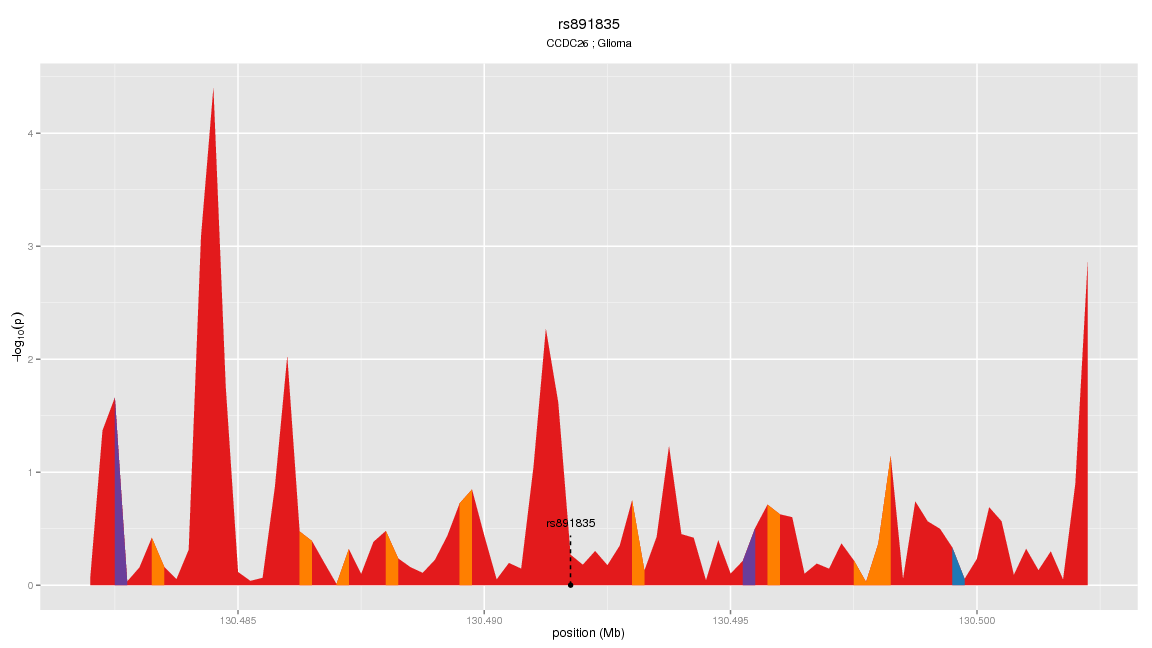 rs891835
CCDC26 ; Glioma
4
3
2
1
0
−log10(p)
rs891835
130.485
130.490
130.495
130.500
position (Mb)